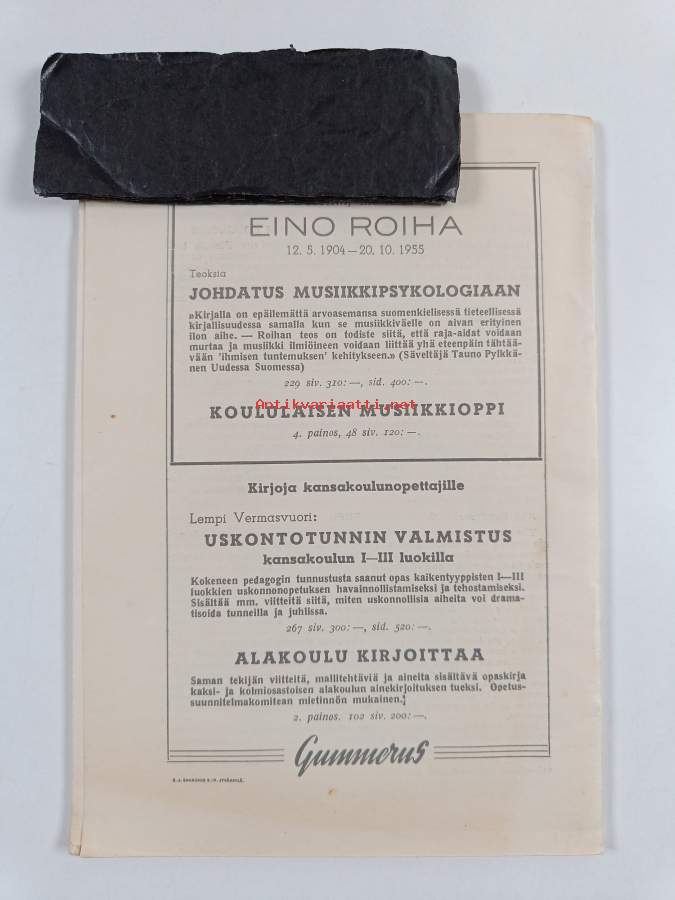 EINO ROIHA
12. 5. 1904 — 20. 10. 1955
Teoksia
JOHDATUS MUSIIKKIPSYKOLOGIAAN
»Kirjalla on epäilemättä arvoasemansa suomenkielisessä tieteellisessä
kirjallisuudessa samalla kun se musiikkiväelle on aivan erityinen
ilon aihe. — Roihan teos on todiste siitä, että raja-aidat voidaan
murtaa ja musiikki ilmiöineen voidaan liittää yhä eteenpäin tähtää-
vään 'ihmisen tuntemuksen' kehitykseen.» (Säveltäjä Tauno Pylkkä-
nen Uudessa Suomessa)
229 siv. 310: —, sid. 400: —.
Antikvariaatti.net
KOULULAISEN MUSIIKKIOPPI
4. painos, 48 siv. 120: —.
Kirjoja kansakoulunopettajille
Lempi Vermasvuori:
USKONTOTUNNIN VALMISTUS
kansakoulun I—III luokilla
Kokeneen pedagogin tunnustusta saanut opas kaikentyyppisten I—III
luokkien uskonnonopetuksen havainnollistamiseksi ja tehostamiseksi.
Sisältää mm. viitteitä siitä, miten uskonnollisia aiheita voi drama-
tisoida tunneilla ja juhlissa.
267 siv. 300: —, sid. 520: —.
ALAKOULU KIRJOITTAA
Saman tekijän viitteitä, mallitehtäviä ja aineita sisältävä opaskirja
kaksi- ja kolmiosastoisen alakoulun ainekirjoituksen tueksi. Opetus-
suunnitelmakomitean mietinnön mukainen.
2. painos. 102 siv. 200: —.
Gummerus